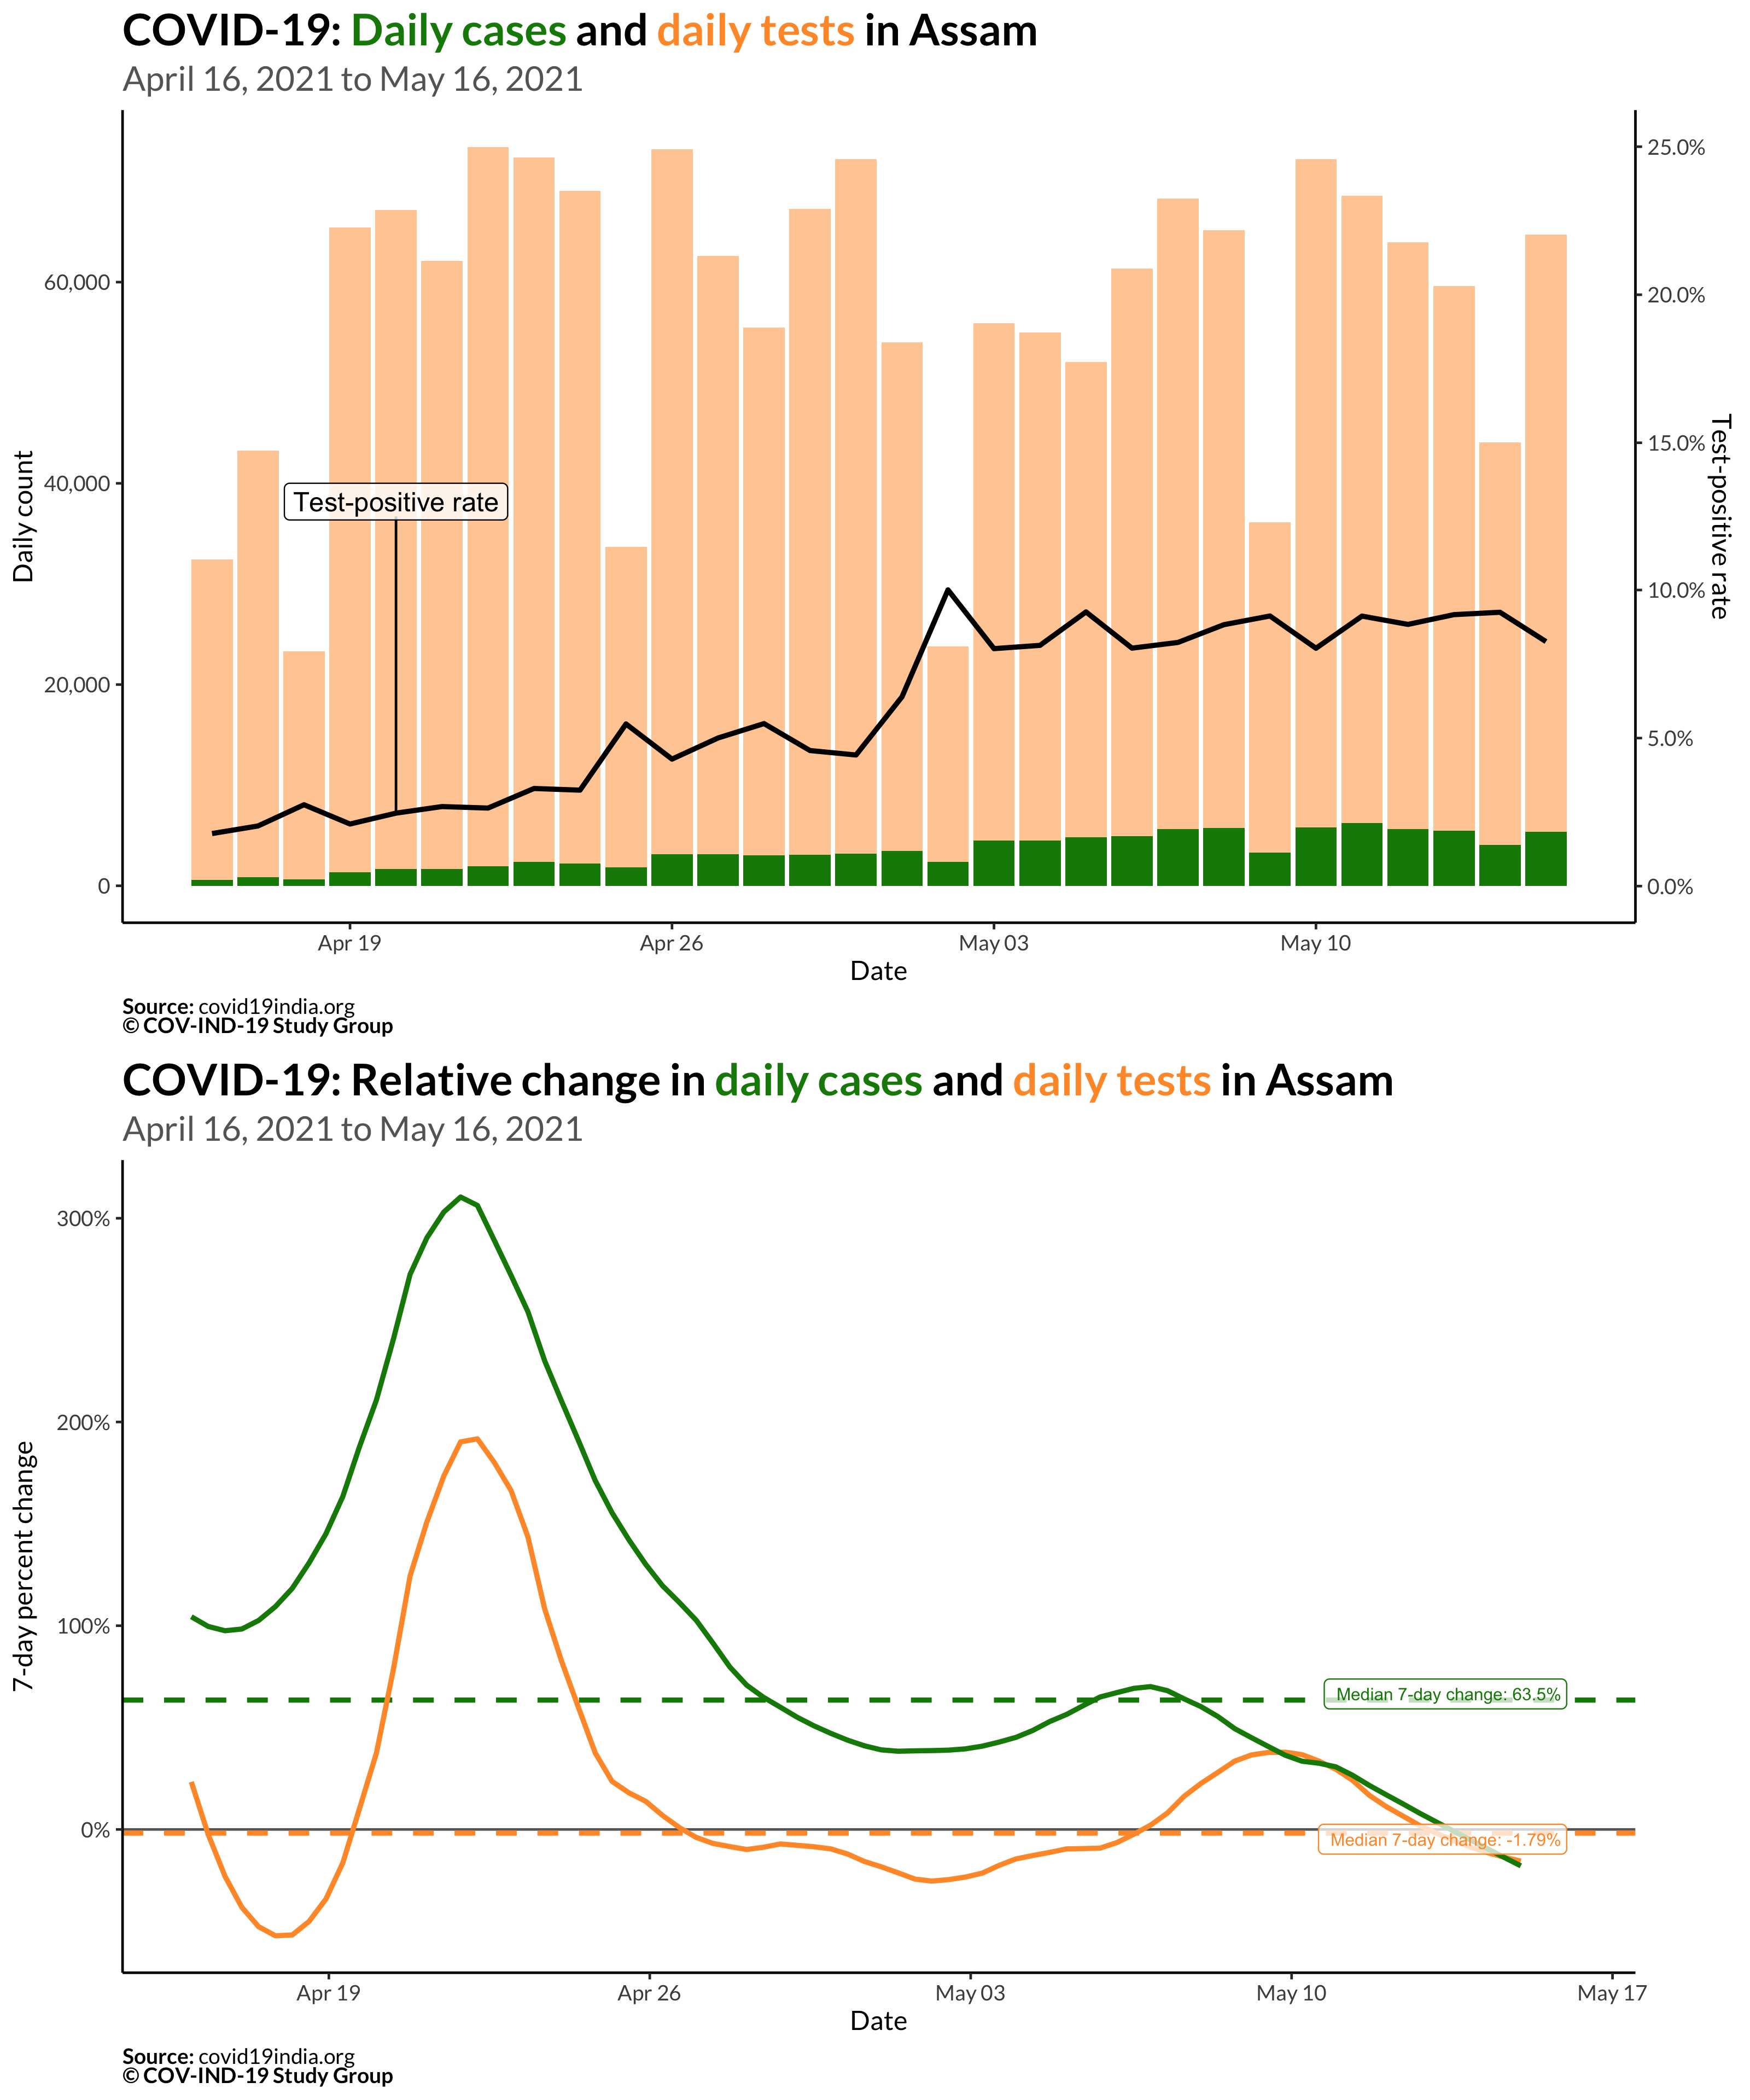 COVID-19: Daily cases and daily tests in Assam
April 16, 2021 to May 16, 2021
25.0%
60,000
20.0%
Daily count
15.0%
Test-positive rate
40,000
Test-positive rate
10.0%
20,000
5.0%
0
0.0%
Apr 19 Apr 26 May 03 May 10
Date
Source: covid19india.org
© COV-IND-19 Study Group
COVID-19: Relative change in daily cases and daily tests in Assam
April 16, 2021 to May 16, 2021
300%
200%
7-day percent change
100%
Median 7-day change: 63.5%
0%
Median 7-day change: -1.79%
Apr 19 Apr 26 May 03 May 10 May 17
Date
Source: covid19india.org
© COV-IND-19 Study Group